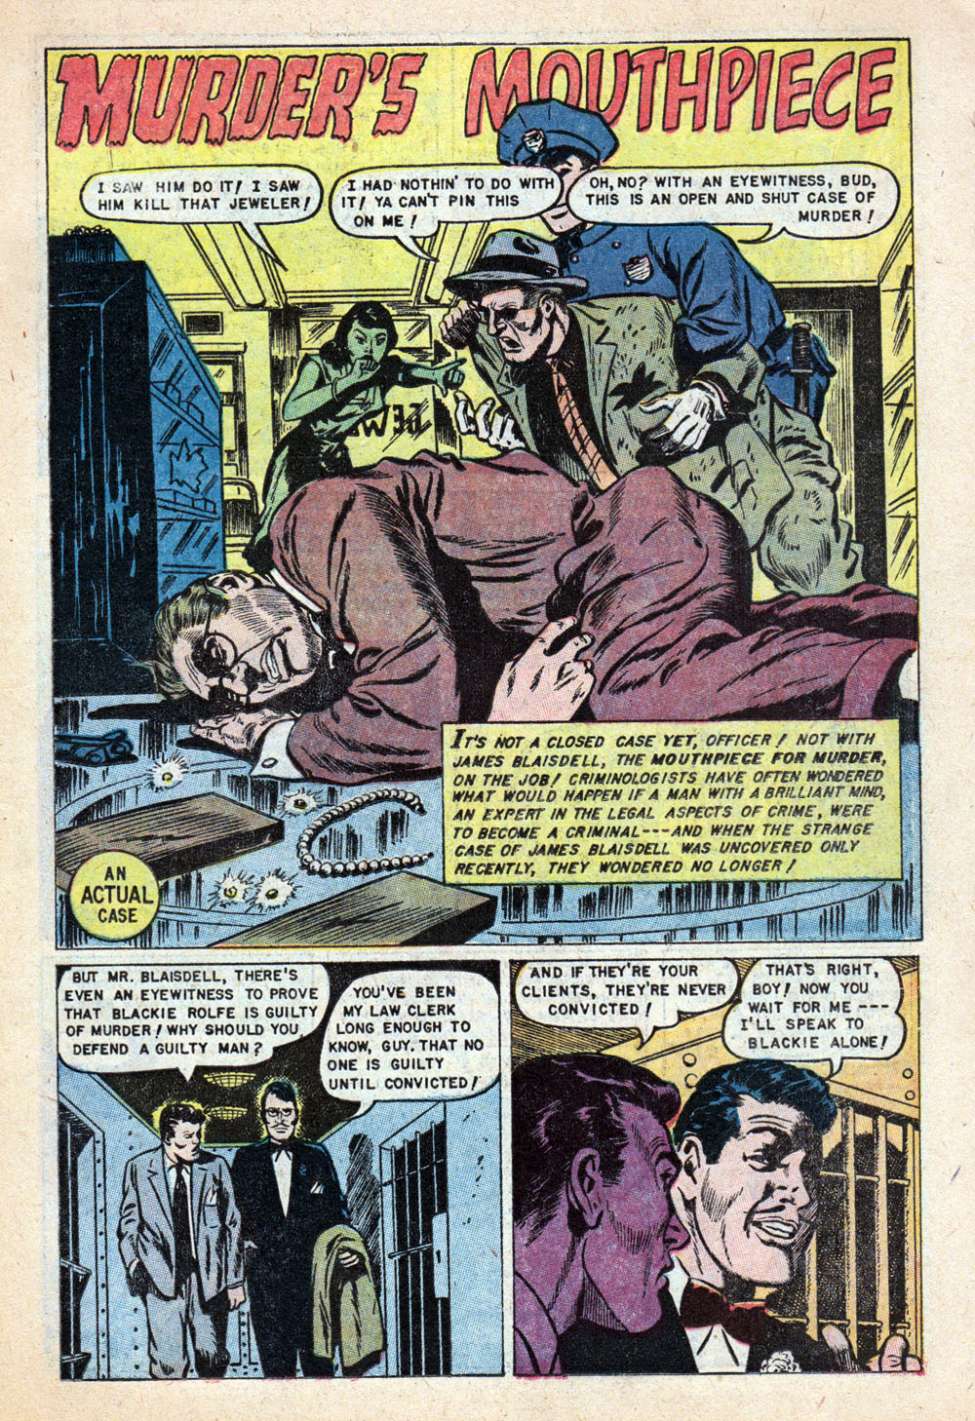 MURDER'S MOUTHPIECE
I SAW HIM DO IT! I SAW
HIM KILL THAT JEWELER!
I HAD NOTHIN' TO DO WITH
IT! YA CAN'T PIN THIS
ON ME!
OH, NO? WITH AN EYEWITNESS, BUD,
THIS IS AN OPEN AND SHUT CASE OF
MURDER!
JEWE
IT'S NOT A CLOSED CASE YET, OFFICER! NOT WITH
JAMES BLAISDELL, THE MOUTHPIECE FOR MURDER,
ON THE JOB! CRIMINOLOGISTS HAVE OFTEN WONDERED
WHAT WOULD HAPPEN IF A MAN WITH A BRILLIANT MIND,
AN EXPERT IN THE LEGAL ASPECTS OF CRIME, WERE
TO BECOME A CRIMINAL---AND WHEN THE STRANGE
CASE OF JAMES BLAISDELL WAS UNCOVERED ONLY
RECENTLY, THEY WONDERED NO LONGER!
AN
ACTUAL
CASE
BUT MR. BLAISDELL, THERE'S
EVEN AN EYEWITNESS TO PROVE
THAT BLACKIE ROLFE IS GUILTY
OF MURDER! WHY SHOULD YOU
DEFEND A GUILTY MAN?
YOU'VE BEEN
MY LAW CLERK
LONG ENOUGH TO
KNOW, GUY. THAT NO
ONE IS GUILTY
UNTIL CONVICTED!
AND IF THEY'RE YOUR
CLIENTS, THEY'RE NEVER
CONVICTED!
THAT'S RIGHT,
BOY! NOW YOU
WAIT FOR ME ---
I'LL SPEAK TO
BLACKIE ALONE!